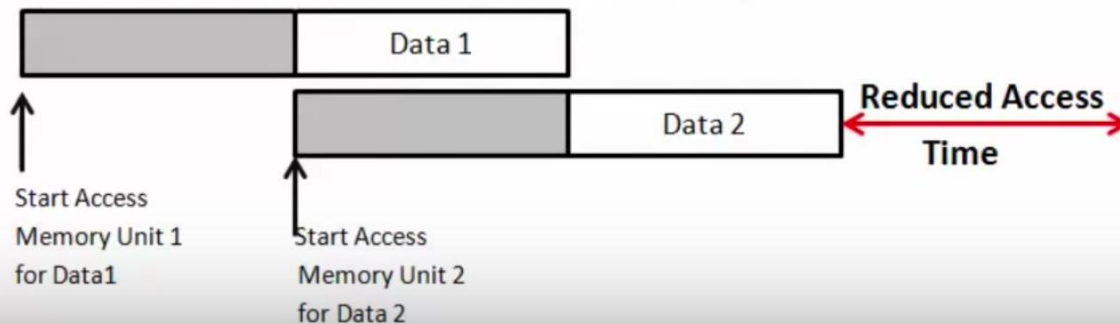 Data 1
Data 2
Reduced Access
Time
Start Access
Memory Unit 1
for Data1
Start Access
Memory Unit 2
for Data 2